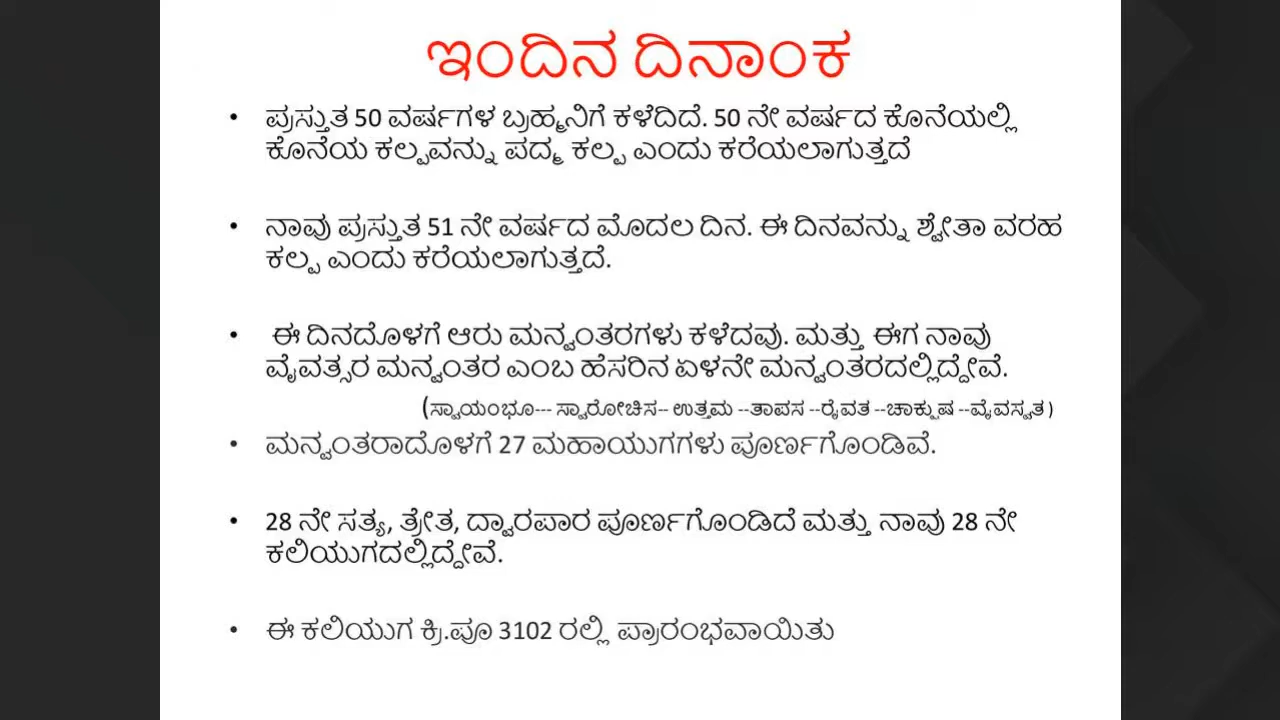 ಇಂದಿನ ದಿನಾಂಕ
• ಪ್ರಸ್ತುತ 50 ವರ್ಷಗಳ ಬ್ರಹ್ಮನಿಗೆ ಕಳೆದಿದೆ. 50 ನೇ ವರ್ಷದ ಕೊನೆಯಲ್ಲಿ
ಕೊನೆಯ ಕಲ್ಪವನ್ನು ಪದ್ಮ ಕಲ್ಪ ಎಂದು ಕರೆಯಲಾಗುತ್ತದೆ
• ನಾವು ಪ್ರಸ್ತುತ 51 ನೇ ವರ್ಷದ ಮೊದಲ ದಿನ. ಈ ದಿನವನ್ನು ಶ್ವೇತಾ ವರಹ
ಕಲ್ಪ ಎಂದು ಕರೆಯಲಾಗುತ್ತದೆ.
• ಈ ದಿನದೊಳಗೆ ಆರು ಮನ್ವಂತರಗಳು ಕಳೆದವು. ಮತ್ತು ಈಗ ನಾವು
ವೈವತ್ಸರ ಮನ್ವಂತರ ಎಂಬ ಹೆಸರಿನ ಏಳನೇ ಮನ್ವಂತರದಲ್ಲಿದ್ದೇವೆ.
(ಸ್ವಾಯಂಭೂ--- ಸ್ವಾರೋಚಿಸ-- ಉತ್ತಮ --ತಾಪಸ --ರೈವತ --ಚಾಕ್ಷುಷ --ವೈವಸ್ವತ )
• ಮನ್ವಂತರಾದೊಳಗೆ 27 ಮಹಾಯುಗಗಳು ಪೂರ್ಣಗೊಂಡಿವೆ.
• 28 ನೇ ಸತ್ಯ, ತ್ರೇತ, ದ್ವಾರಪಾರ ಪೂರ್ಣಗೊಂಡಿದೆ ಮತ್ತು ನಾವು 28 ನೇ
ಕಲಿಯುಗದಲ್ಲಿದ್ದೇವೆ.
• ಈ ಕಲಿಯುಗ ಕ್ರಿ.ಪೂ 3102 ರಲ್ಲಿ ಪ್ರಾರಂಭವಾಯಿತು